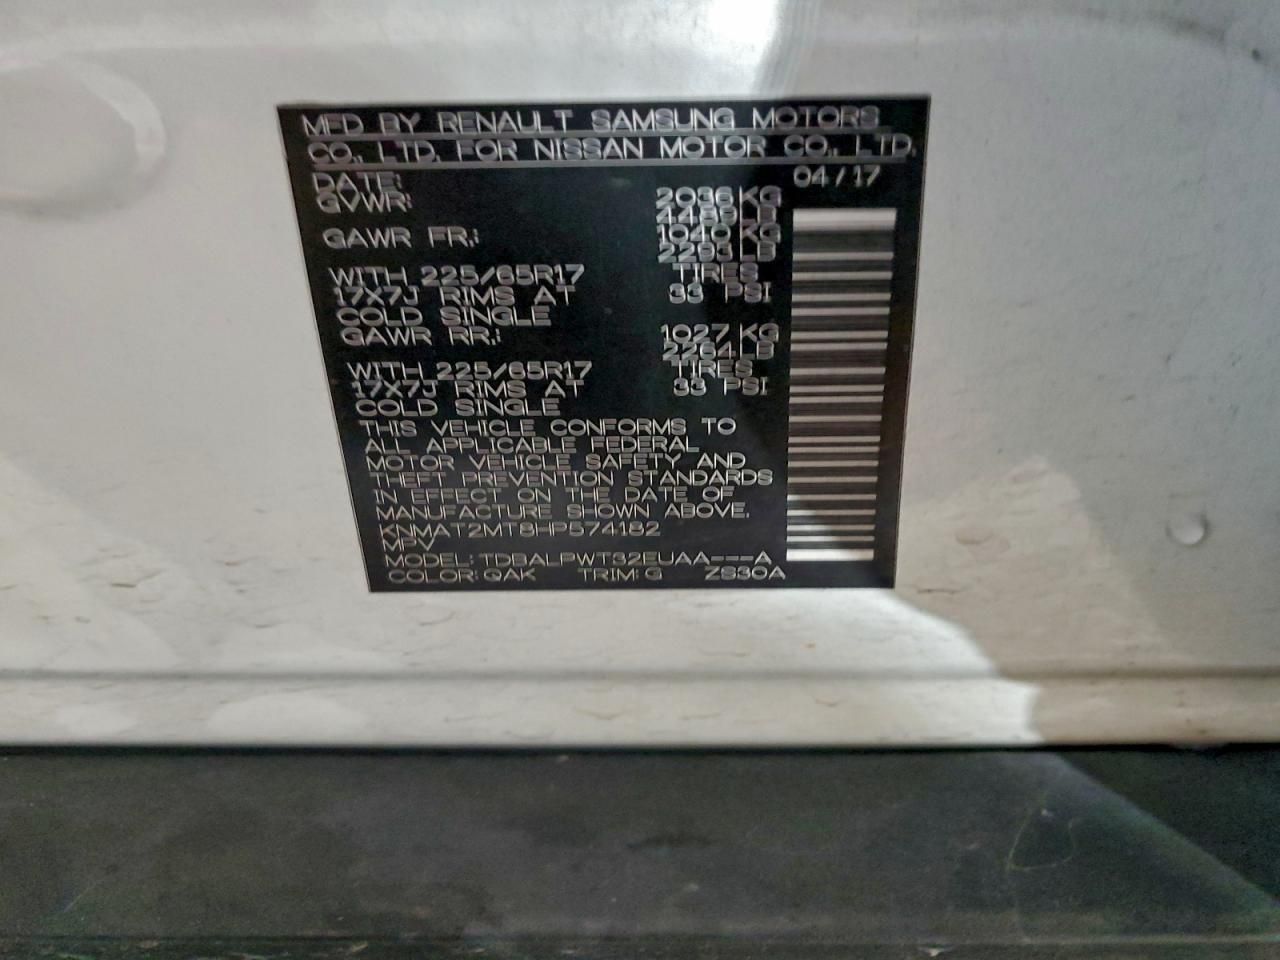 MFD BY RENAULT SAMSUNG MOTORS
CO., LTD. FOR NISSAN MOTOR CO., LTD.
DATE: 04/17
GVWR: 2036 KG
4489 LB
GAWR FR.: 1040 KG
2293 LB
WITH 225/65R17 TIRES
17X7J RIMS AT 33 PSI
COLD SINGLE
GAWR RR.: 1027 KG
2264 LB
WITH 225/65R17 TIRES
17X7J RIMS AT 33 PSI
COLD SINGLE
THIS VEHICLE CONFORMS TO
ALL APPLICABLE FEDERAL
MOTOR VEHICLE SAFETY AND
THEFT PREVENTION STANDARDS
IN EFFECT ON THE DATE OF
MANUFACTURE SHOWN ABOVE.
KNMAT2MT8HP574182
MPV
MODEL: TDBALPWT32EUAA---A
COLOR: QAK TRIM: G ZS30A